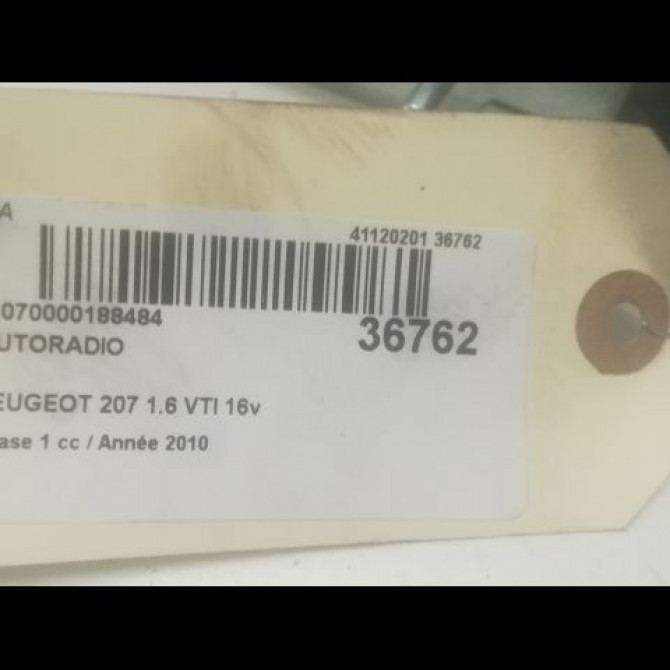 A
41120201 36762
070000188484
36762
UTORADIO
EUGEOT 207 1.6 VTI 16v
ase 1 cc / Année 2010